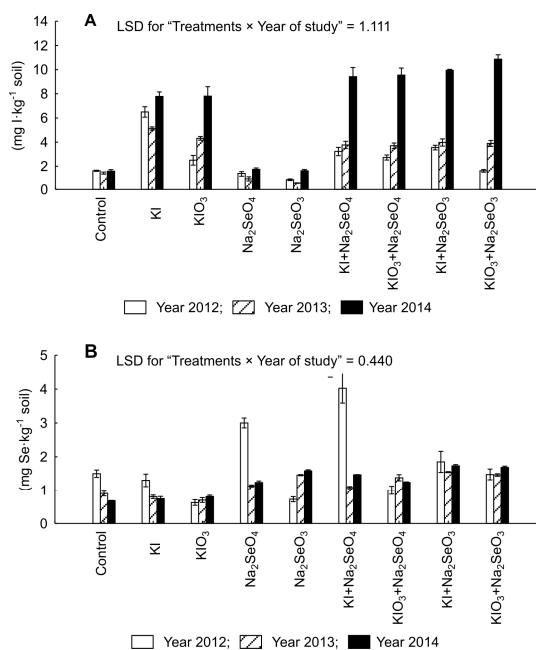 A
LSD for “Treatments × Year of study” = 1.111
(mg I·kg⁻¹ soil)
14
12
10
8
6
4
2
0
Control
KI
KIO₃
Na₂SeO₄
Na₂SeO₃
KI+Na₂SeO₄
KIO₃+Na₂SeO₄
KI+Na₂SeO₃
KIO₃+Na₂SeO₃
Year 2012; Year 2013; Year 2014
B
LSD for “Treatments × Year of study” = 0.440
(mg Se·kg⁻¹ soil)
5
4
3
2
1
0
Control
KI
KIO₃
Na₂SeO₄
Na₂SeO₃
KI+Na₂SeO₄
KIO₃+Na₂SeO₄
KI+Na₂SeO₃
KIO₃+Na₂SeO₃
Year 2012; Year 2013; Year 2014